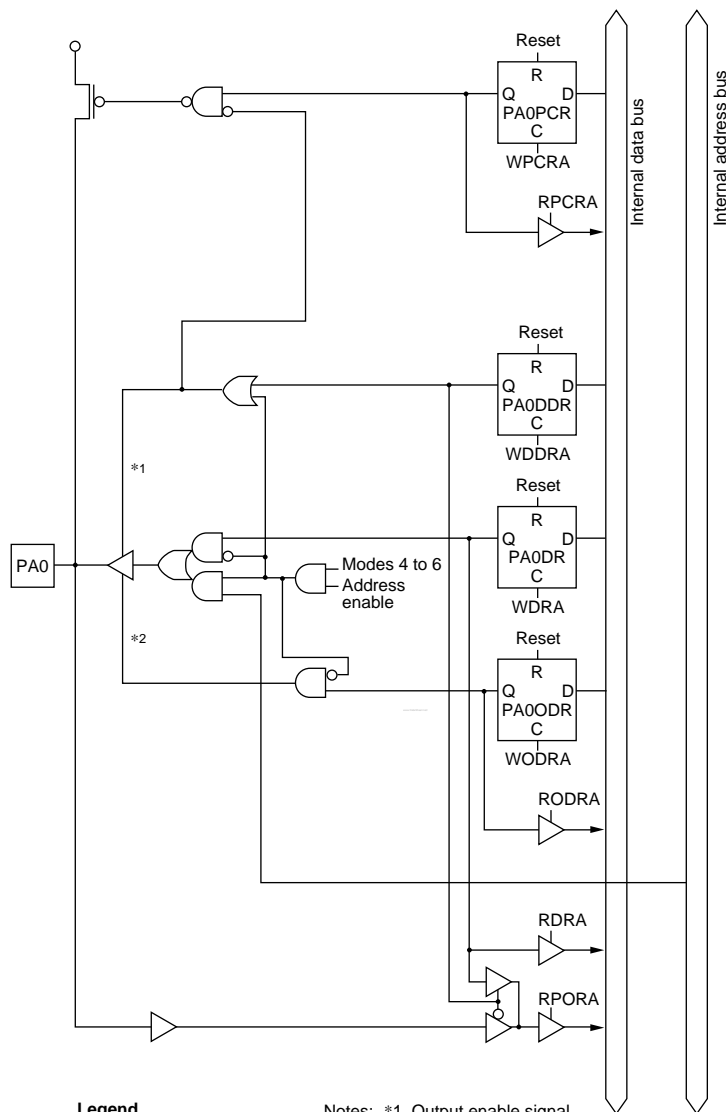 Reset
R
Q D
PA0PCR
C
WPCRA
RPCRA
Internal data bus
Internal address bus
Reset
R
Q D
PA0DDR
C
WDDRA
*1
Reset
R
Q D
PA0DR
C
WDRA
PA0
Modes 4 to 6
Address
enable
*2
Reset
R
Q D
PA0ODR
C
WODRA
RODRA
RDRA
RPORA
Legend
Notes: *1 Output enable signal